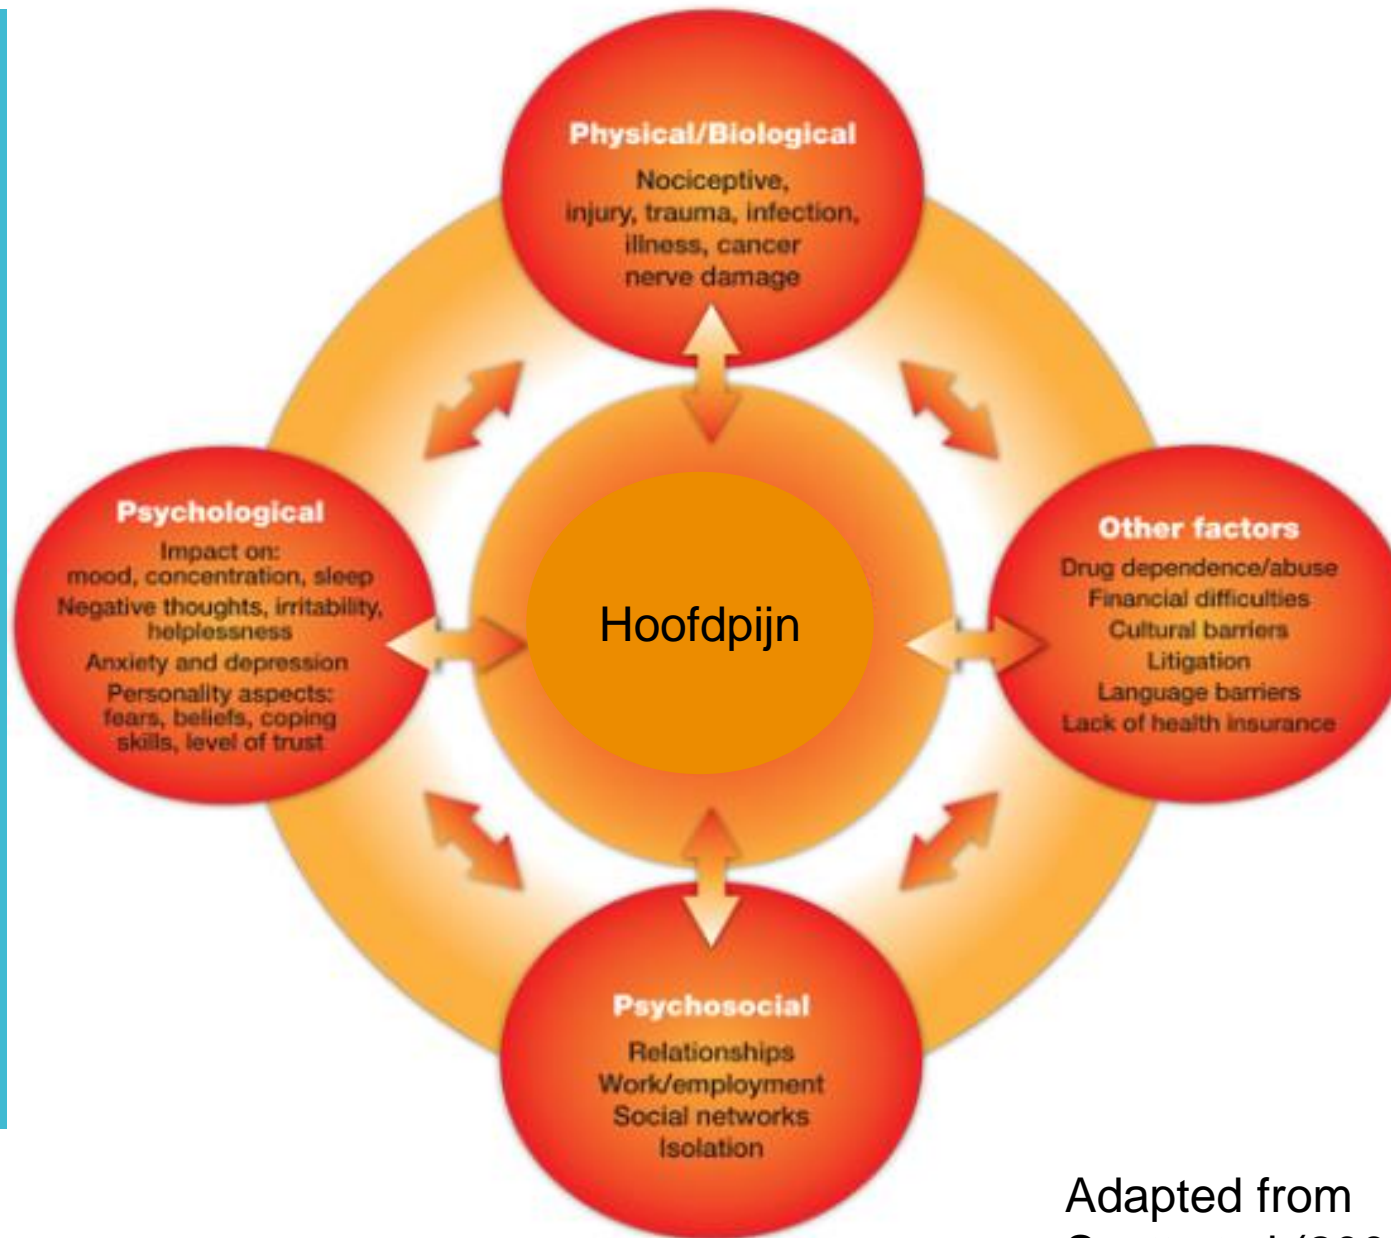 Physical/Biological
Nociceptive,
injury, trauma, infection,
illness, cancer
nerve damage
Psychological
Impact on:
mood, concentration, sleep
Negative thoughts, irritability,
helplessness
Anxiety and depression
Personality aspects:
fears, beliefs, coping
skills, level of trust
Hoofdpijn
Other factors
Drug dependence/abuse
Financial difficulties
Cultural barriers
Litigation
Language barriers
Lack of health insurance
Psychosocial
Relationships
Work/employment
Social networks
Isolation
Adapted from